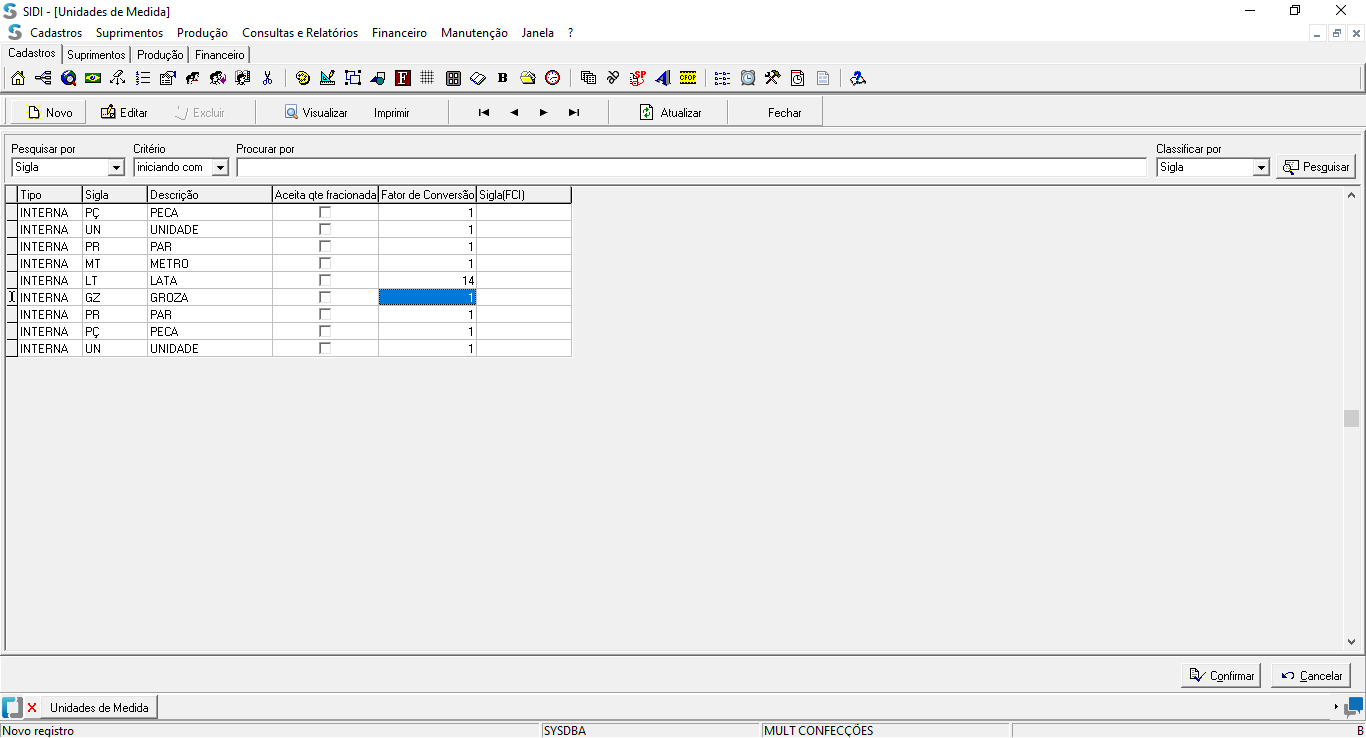 SIDI - [Unidades de Medida]
Cadastros Suprimentos Produção Consultas e Relatórios Financeiro Manutenção Janela ?
Cadastros Suprimentos Produção Financeiro
F B SP CFOP
Novo Editar Excluir Visualizar Imprimir Atualizar Fechar
Pesquisar por Critério Procurar por Classificar por
Sigla iniciando com Sigla Pesquisar
Tipo Sigla Descrição Aceita qte fracionada Fator de Conversão Sigla(FCI)
INTERNA PÇ PECA 1
INTERNA UN UNIDADE 1
INTERNA PR PAR 1
INTERNA MT METRO 1
INTERNA LT LATA 14
INTERNA GZ GROZA 1
INTERNA PR PAR 1
INTERNA PÇ PECA 1
INTERNA UN UNIDADE 1
Confirmar Cancelar
Unidades de Medida
Novo registro SYSDBA MULT CONFECÇÕES B